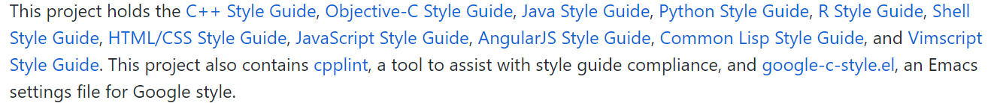 This project holds the C++ Style Guide, Objective-C Style Guide, Java Style Guide, Python Style Guide, R Style Guide, Shell
Style Guide, HTML/CSS Style Guide, JavaScript Style Guide, AngularJS Style Guide, Common Lisp Style Guide, and Vimscript
Style Guide. This project also contains cpplint, a tool to assist with style guide compliance, and google-c-style.el, an Emacs
settings file for Google style.